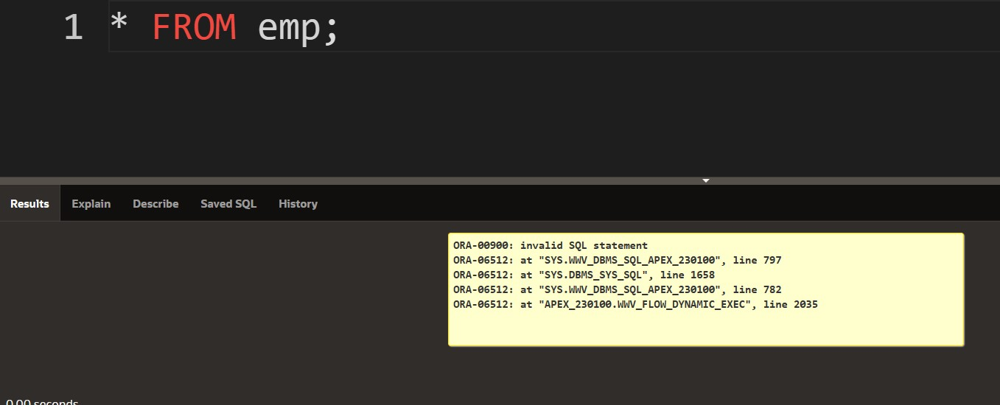 1 * FROM emp;
Results Explain Describe Saved SQL History
ORA-00900: invalid SQL statement
ORA-06512: at "SYS.WWV_DBMS_SQL_APEX_230100", line 797
ORA-06512: at "SYS.DBMS_SYS_SQL", line 1658
ORA-06512: at "SYS.WWV_DBMS_SQL_APEX_230100", line 782
ORA-06512: at "APEX_230100.WWV_FLOW_DYNAMIC_EXEC", line 2035
0.00 seconds